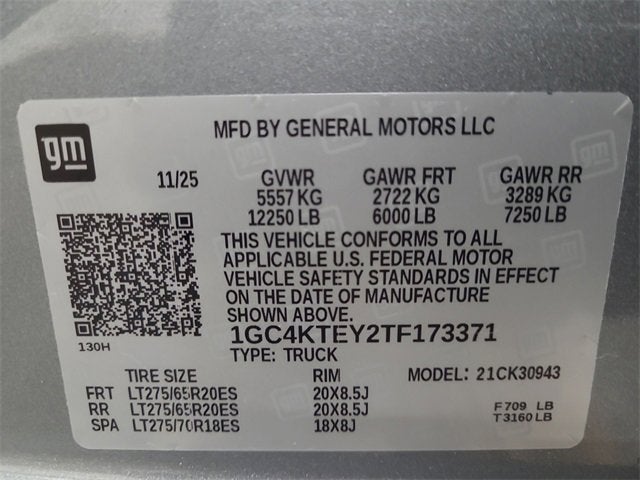 gm
MFD BY GENERAL MOTORS LLC
11/25 GVWR GAWR FRT GAWR RR
5557 KG 2722 KG 3289 KG
12250 LB 6000 LB 7250 LB
THIS VEHICLE CONFORMS TO ALL
APPLICABLE U.S. FEDERAL MOTOR
VEHICLE SAFETY STANDARDS IN EFFECT
ON THE DATE OF MANUFACTURE
SHOWN ABOVE.
130H
1GC4KTEY2TF173371
TYPE: TRUCK
TIRE SIZE RIM MODEL: 21CK30943
FRT LT275/65R20ES 20X8.5J
RR LT275/65R20ES 20X8.5J
SPA LT275/70R18ES 18X8J
F709 LB
T3160 LB